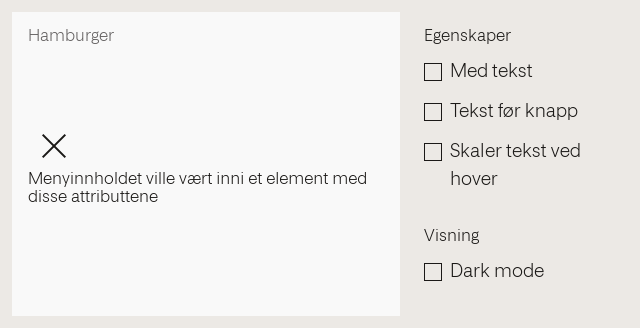 Hamburger
Menyinnholdet ville vært inni et element med
disse attributtene
Egenskaper
Med tekst
Tekst før knapp
Skaler tekst ved
hover
Visning
Dark mode